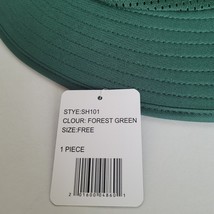 STYE:SH101
CLOUR: FOREST GREEN
SIZE:FREE
1 PIECE